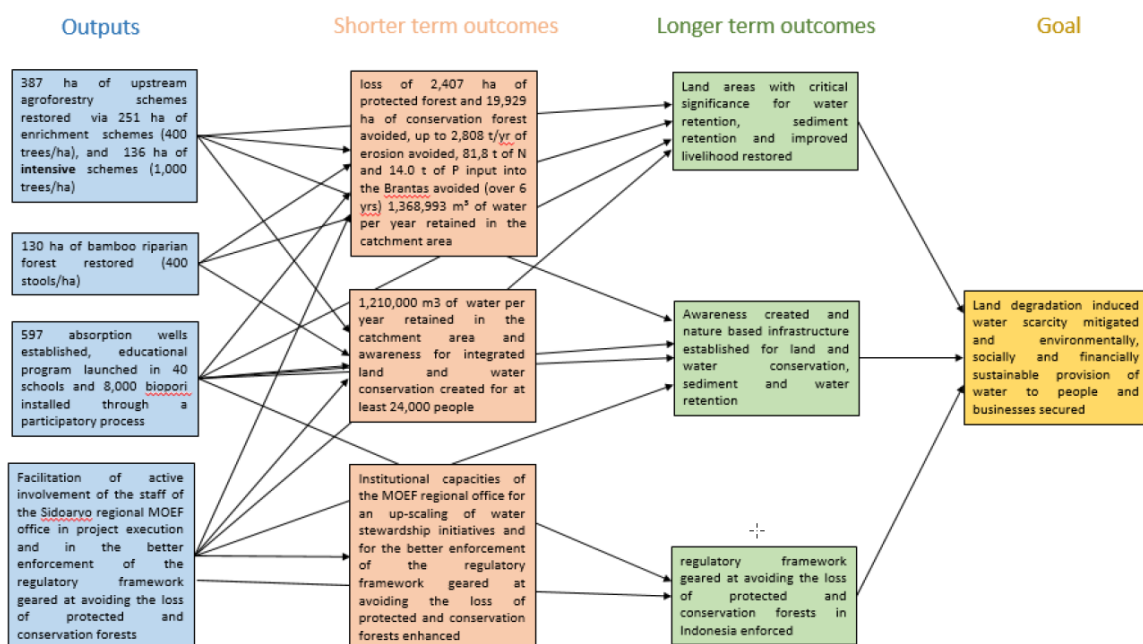 Outputs
Shorter term outcomes
Longer term outcomes
Goal
387 ha of upstream
agroforestry schemes
restored via 251 ha of
enrichment schemes (400
trees/ha), and 136 ha of
intensive schemes (1,000
trees/ha)
130 ha of bamboo riparian
forest restored (400
stools/ha)
597 absorption wells
established, educational
program launched in 40
schools and 8,000 biopori
installed through a
participatory process
Facilitation of active
involvement of the staff of
the Sidoaryo regional MOEF
office in project execution
and in the better
enforcement of the
regulatory framework
geared at avoiding the loss
of protected and
conservation forests
loss of 2,407 ha of
protected forest and 19,929
ha of conservation forest
avoided, up to 2,808 t/yr of
erosion avoided, 81,8 t of N
and 14.0 t of P input into
the Brantas avoided (over 6
yrs) 1,368,993 m³ of water
per year retained in the
catchment area
1,210,000 m3 of water per
year retained in the
catchment area and
awareness for integrated
land and water
conservation created for at
least 24,000 people
Institutional capacities of
the MOEF regional office for
an up-scaling of water
stewardship initiatives and
for the better enforcement
of the regulatory
framework geared at
avoiding the loss of
protected and conservation
forests enhanced
Land areas with critical
significance for water
retention, sediment
retention and improved
livelihood restored
Awareness created and
nature based infrastructure
established for land and
water conservation,
sediment and water
retention
regulatory framework
geared at avoiding the loss
of protected and
conservation forests in
Indonesia enforced
Land degradation induced
water scarcity mitigated
and environmentally,
socially and financially
sustainable provision of
water to people and
businesses secured